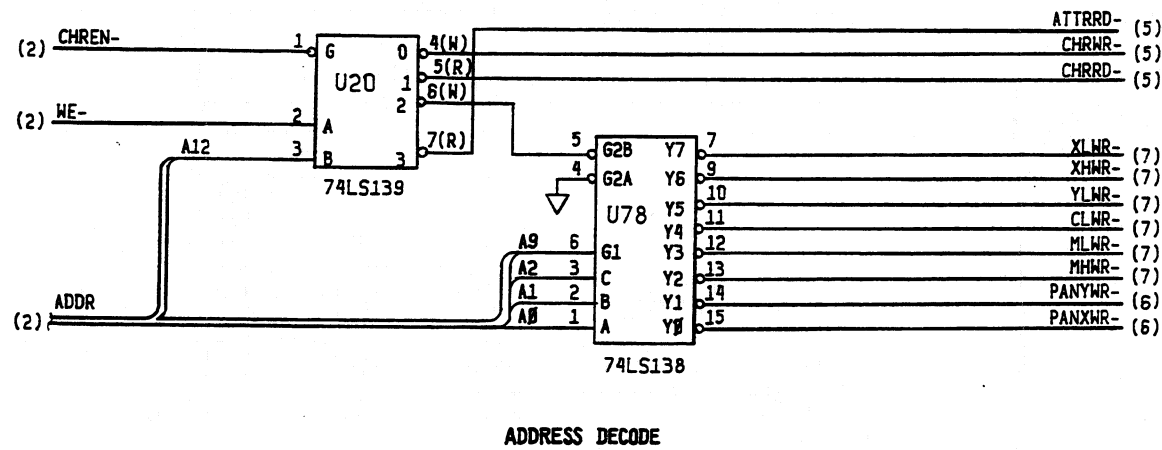 ATTRRD- (5)
(2) CHREN- 1 G 0 4(W) CHRWR- (5)
U20 1 5(R) CHRRD- (5)
2 6(W)
(2) WE- 2 A
A12 3 B 3 7(R)
74LS139
5 G2B Y7 7 XLWR- (7)
4 G2A Y6 9 XHWR- (7)
U78 Y5 10 YLWR- (7)
Y4 11 CLWR- (7)
A9 6 G1 Y3 12 MLWR- (7)
A2 3 C Y2 13 MHWR- (7)
(2) ADDR A1 2 B Y1 14 PANYWR- (6)
A0 1 A Y0 15 PANXWR- (6)
74LS138
ADDRESS DECODE